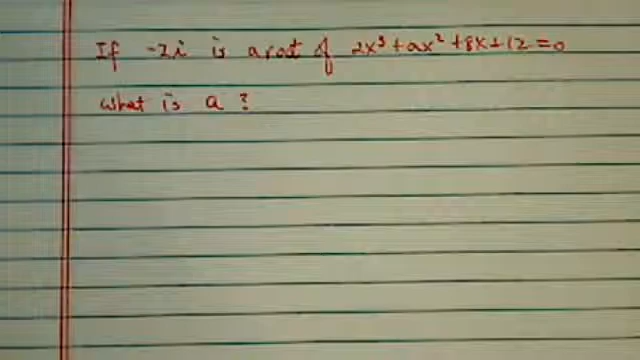 If -2i is a root of 2x³ + ax² + 8x + 12 = 0
what is a ?